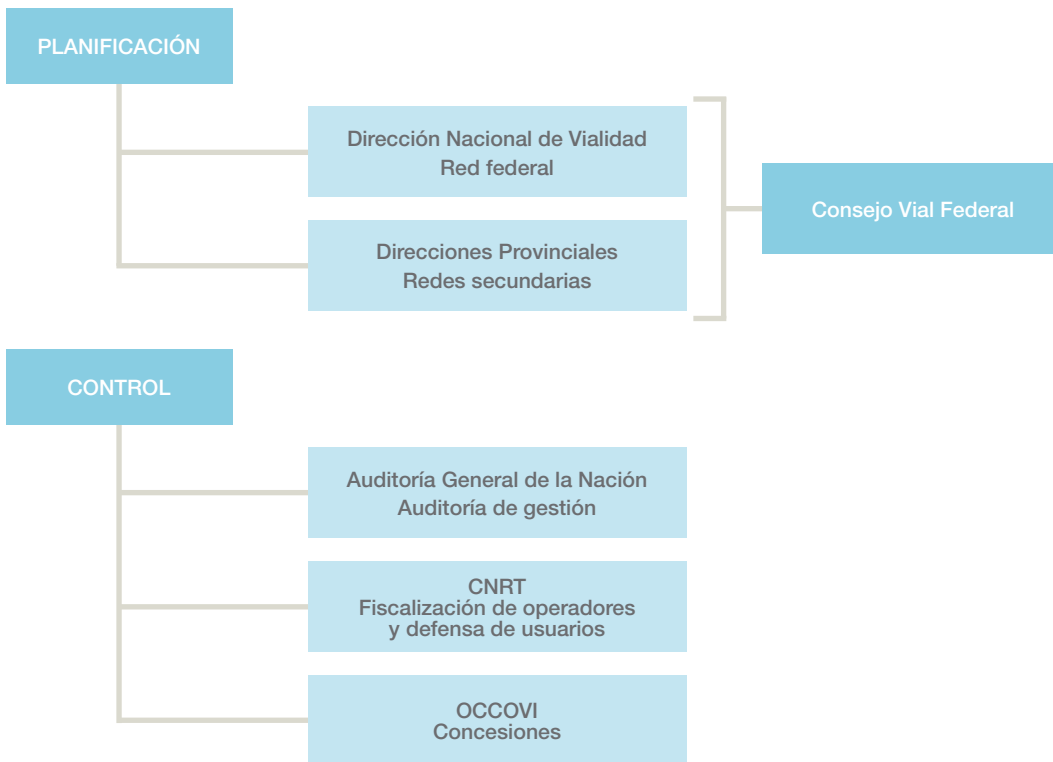 PLANIFICACIÓN
Dirección Nacional de Vialidad
Red federal
Consejo Vial Federal
Direcciones Provinciales
Redes secundarias
CONTROL
Auditoría General de la Nación
Auditoría de gestión
CNRT
Fiscalización de operadores
y defensa de usuarios
OCCOVI
Concesiones